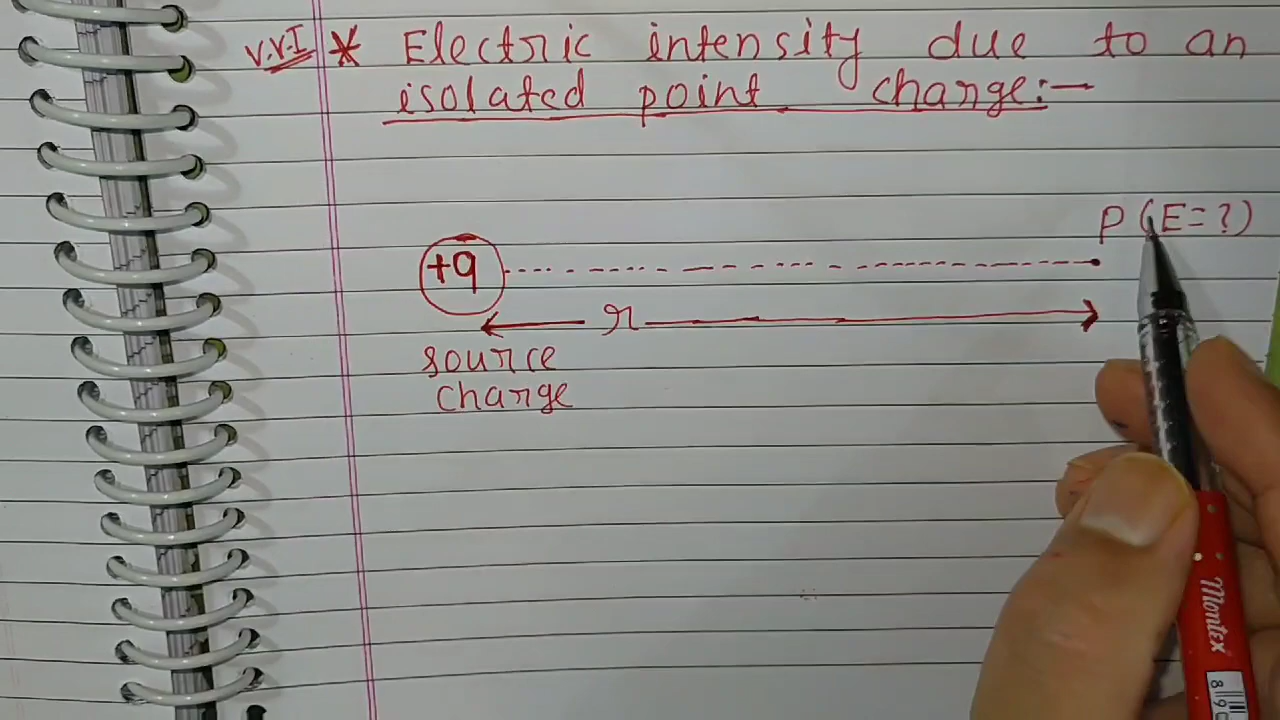 V.V.I * Electric intensity due to an
isolated point charge:-
P (E = ?)
+q
r
source
charge
Montex